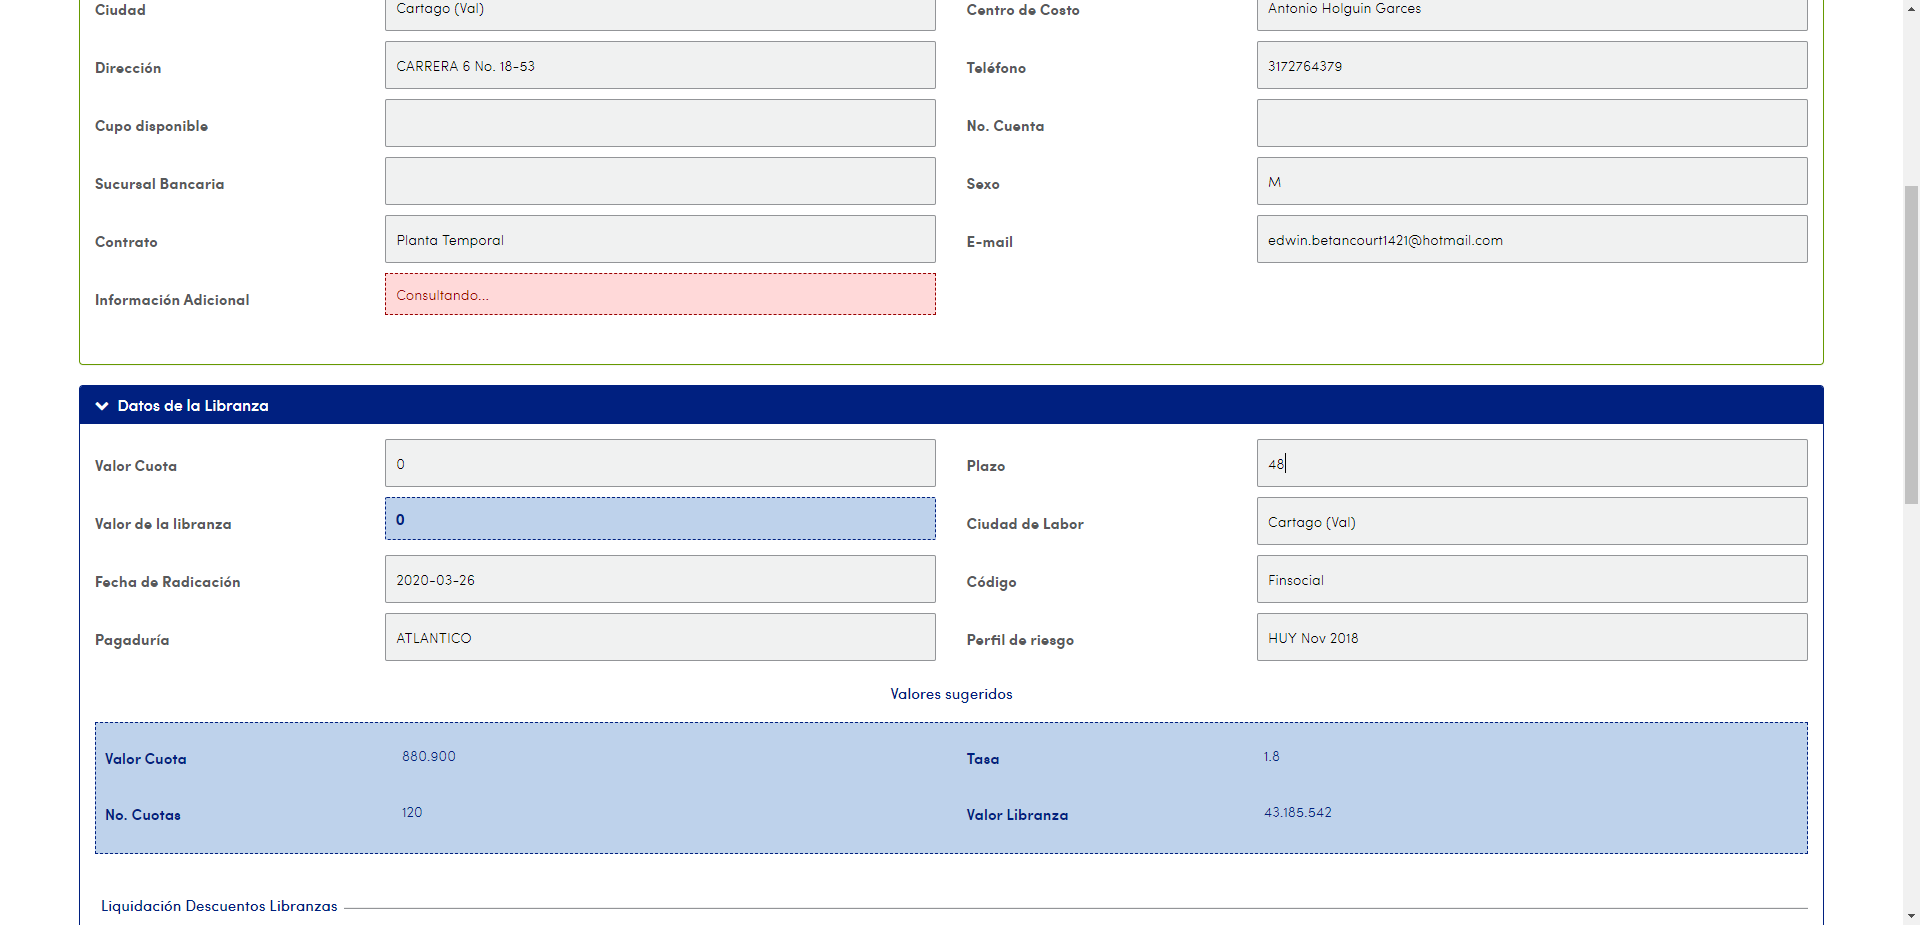 Ciudad Cartago (Val) Centro de Costo Antonio Holguin Garces
Dirección CARRERA 6 No. 18-53 Teléfono 3172764379
Cupo disponible No. Cuenta
Sucursal Bancaria Sexo M
Contrato Planta Temporal E-mail edwin.betancourt1421@hotmail.com
Información Adicional Consultando...
Datos de la Libranza
Valor Cuota 0 Plazo 48
Valor de la libranza 0 Ciudad de Labor Cartago (Val)
Fecha de Radicación 2020-03-26 Código Finsocial
Pagaduría ATLANTICO Perfil de riesgo HUY Nov 2018
Valores sugeridos
Valor Cuota 880.900 Tasa 1.8
No. Cuotas 120 Valor Libranza 43.185.542
Liquidación Descuentos Libranzas